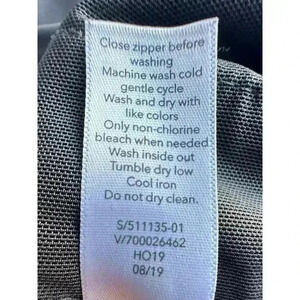 Close zipper before
washing
Machine wash cold
gentle cycle
Wash and dry with
like colors
Only non-chlorine
bleach when needed
Wash inside out
Tumble dry low
Cool iron
Do not dry clean.
S/511135-01
V/700026462
HO19
08/19